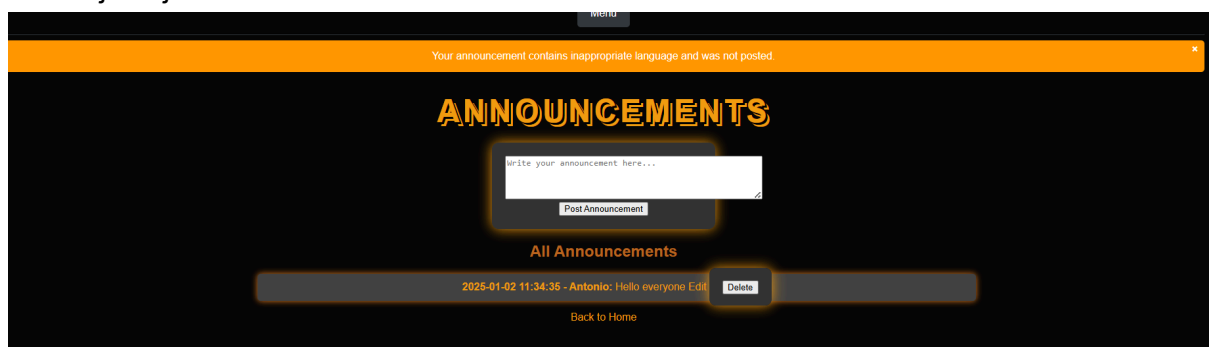 Menu
Your announcement contains inappropriate language and was not posted.
×
ANNOUNCEMENTS
Write your announcement here...
Post Announcement
All Announcements
2025-01-02 11:34:35 - Antonio: Hello everyone Edit Delete
Back to Home